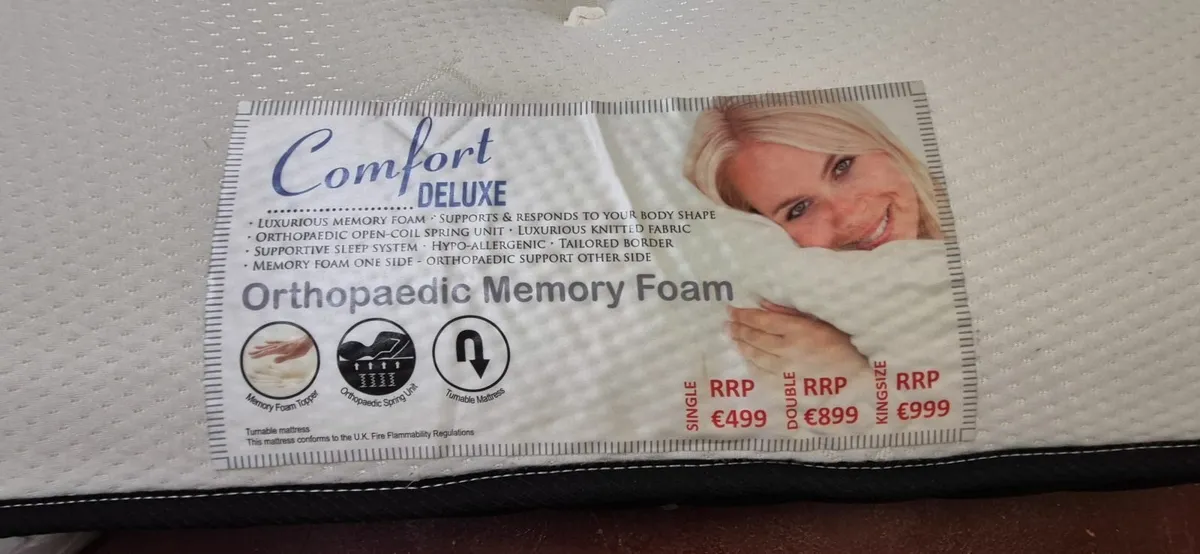 Comfort
DELUXE
· LUXURIOUS MEMORY FOAM · SUPPORTS & RESPONDS TO YOUR BODY SHAPE
· ORTHOPAEDIC OPEN-COIL SPRING UNIT · LUXURIOUS KNITTED FABRIC
· SUPPORTIVE SLEEP SYSTEM · HYPO-ALLERGENIC · TAILORED BORDER
· MEMORY FOAM ONE SIDE - ORTHOPAEDIC SUPPORT OTHER SIDE
Orthopaedic Memory Foam
Memory Foam Topper
Orthopaedic Spring Unit
Turnable Mattress
SINGLE
RRP
€499
DOUBLE
RRP
€899
KINGSIZE
RRP
€999
Turnable mattress
This mattress conforms to the U.K. Fire Flammability Regulations